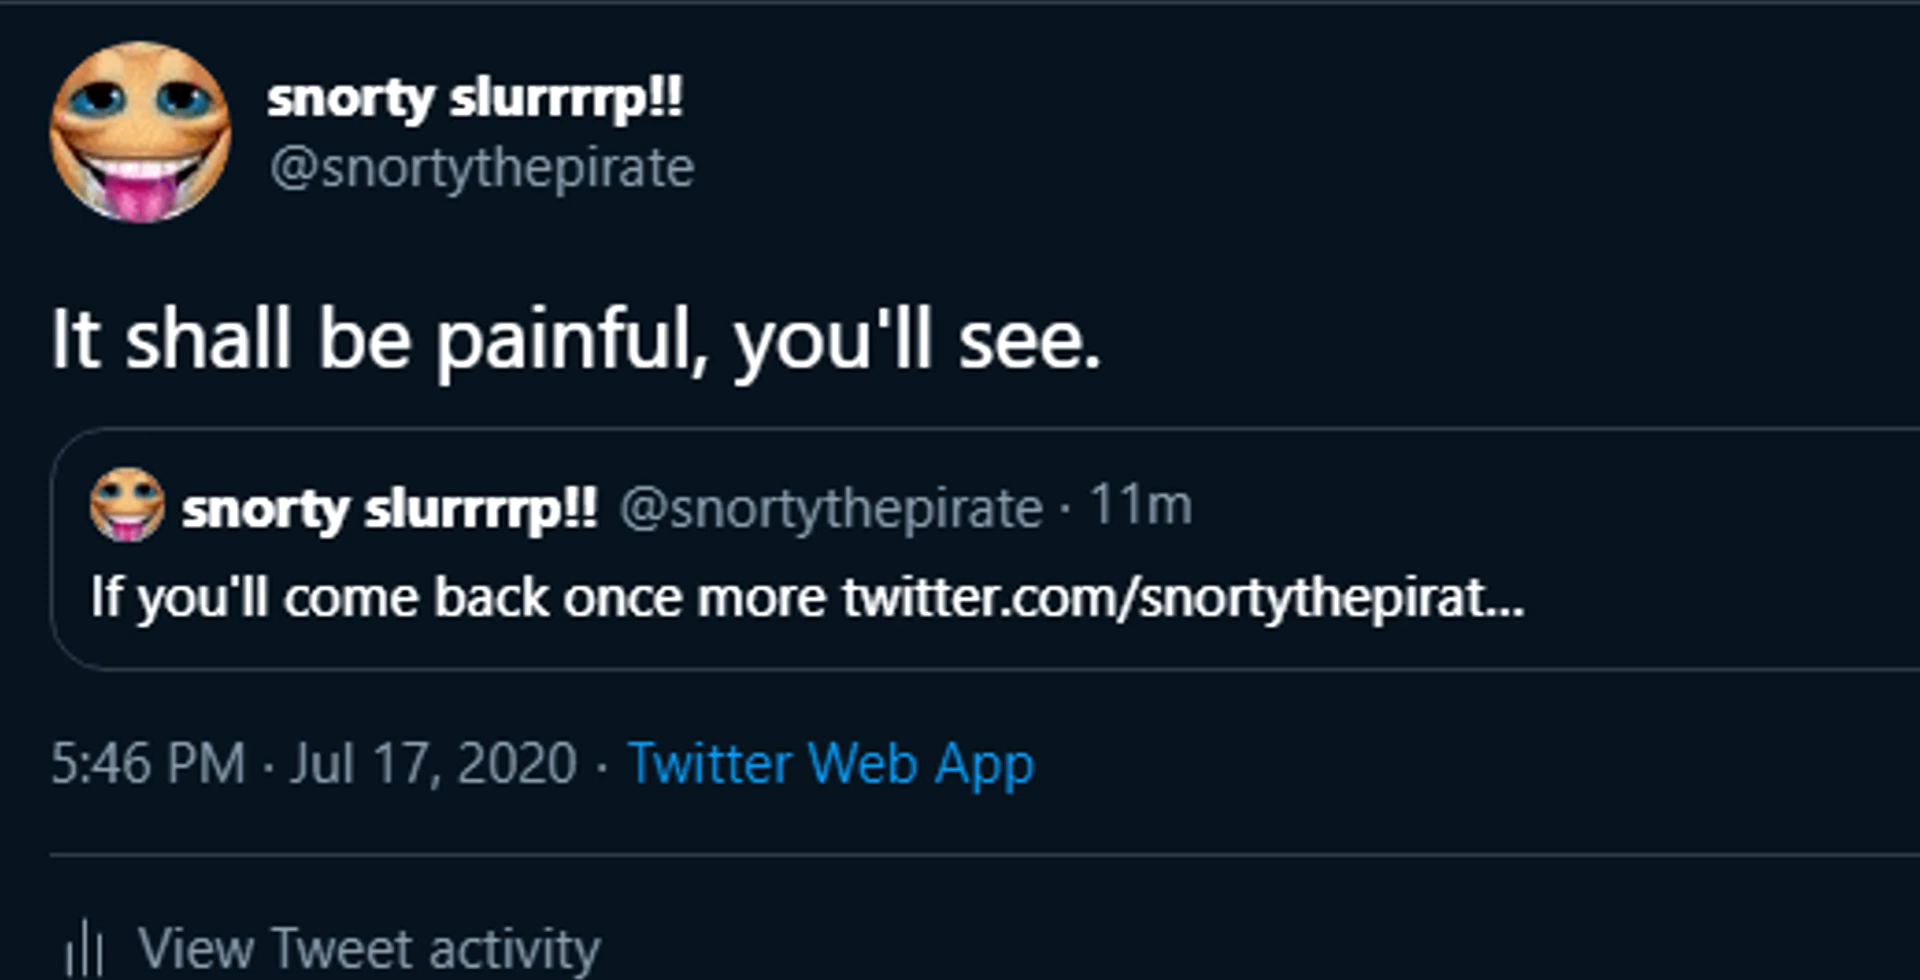 snorty slurrrrp!!
@snortythepirate
It shall be painful, you'll see.
snorty slurrrrp!! @snortythepirate · 11m
If you'll come back once more twitter.com/snortythepirat...
5:46 PM · Jul 17, 2020 · Twitter Web App
View Tweet activity